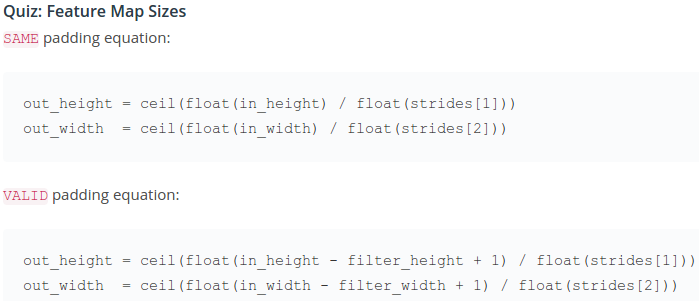 Quiz: Feature Map Sizes
SAME padding equation:
out_height = ceil(float(in_height) / float(strides[1]))
out_width  = ceil(float(in_width) / float(strides[2]))
VALID padding equation:
out_height = ceil(float(in_height - filter_height + 1) / float(strides[1]))
out_width  = ceil(float(in_width - filter_width + 1) / float(strides[2]))